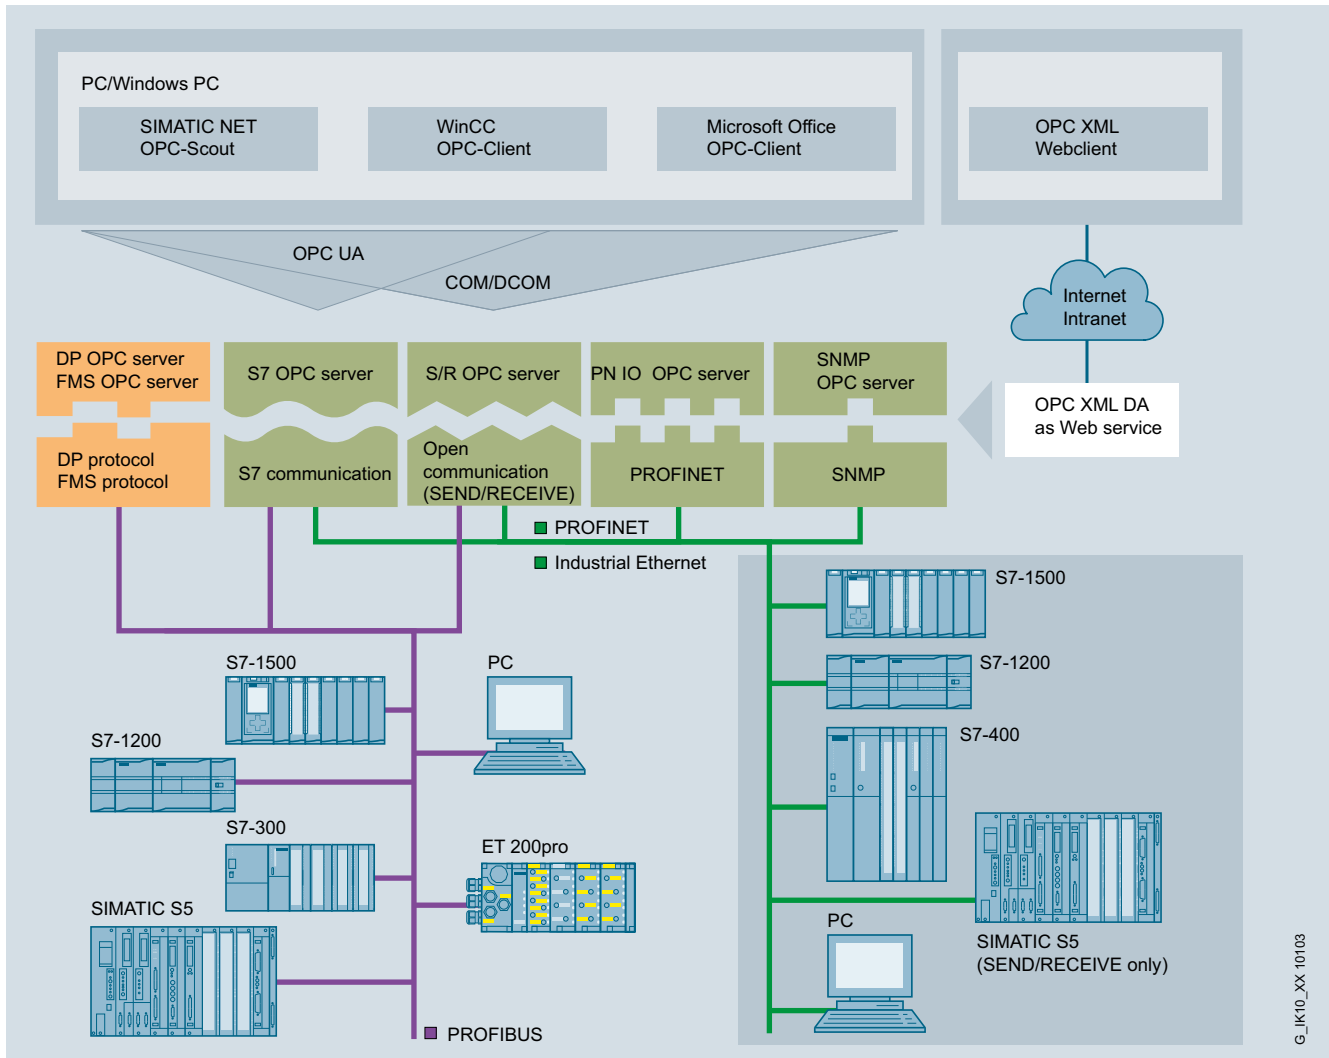 PC/Windows PC
SIMATIC NET
OPC-Scout
WinCC
OPC-Client
Microsoft Office
OPC-Client
OPC XML
Webclient
OPC UA
COM/DCOM
Internet
Intranet
DP OPC server
FMS OPC server
S7 OPC server
S/R OPC server
PN IO OPC server
SNMP
OPC server
OPC XML DA
as Web service
DP protocol
FMS protocol
S7 communication
Open
communication
(SEND/RECEIVE)
PROFINET
SNMP
PROFINET
Industrial Ethernet
S7-1500
S7-1200
S7-400
SIMATIC S5
(SEND/RECEIVE only)
PC
S7-1500
PC
S7-1200
S7-300
ET 200pro
SIMATIC S5
PROFIBUS
G_IK10_XX 10103